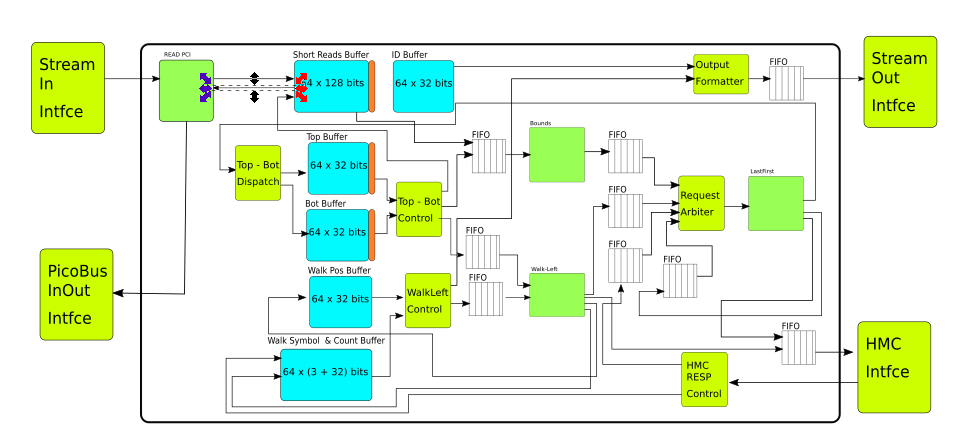 Stream
In
Intfce
READ PCI
Short Reads Buffer
64 x 128 bits
ID Buffer
64 x 32 bits
Output
Formatter
FIFO
Stream
Out
Intfce
Top - Bot
Dispatch
Top Buffer
64 x 32 bits
Bot Buffer
64 x 32 bits
Top - Bot
Control
FIFO
Bounds
FIFO
FIFO
FIFO
FIFO
Request
Arbiter
LastFirst
PicoBus
InOut
Intfce
Walk Pos Buffer
64 x 32 bits
WalkLeft
Control
FIFO
FIFO
Walk-Left
Walk Symbol & Count Buffer
64 x (3 + 32) bits
HMC
RESP
Control
FIFO
HMC
Intfce